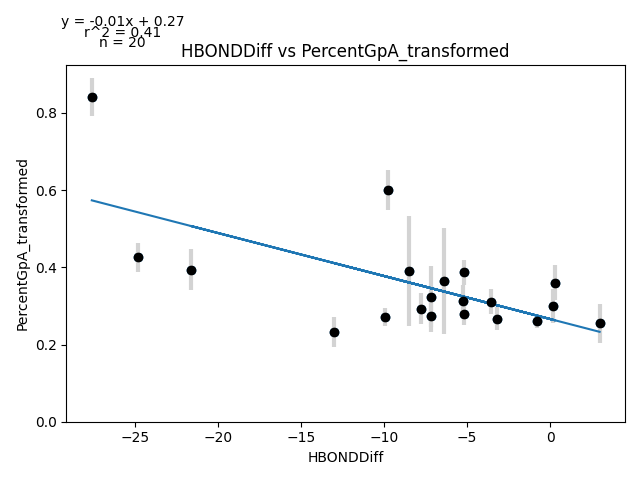 y = -0.01x + 0.27
r^2 = 0.41
n = 20
HBONDDiff vs PercentGpA_transformed
PercentGpA_transformed
0.8
0.6
0.4
0.2
0.0
−25
−20
−15
−10
−5
0
HBONDDiff